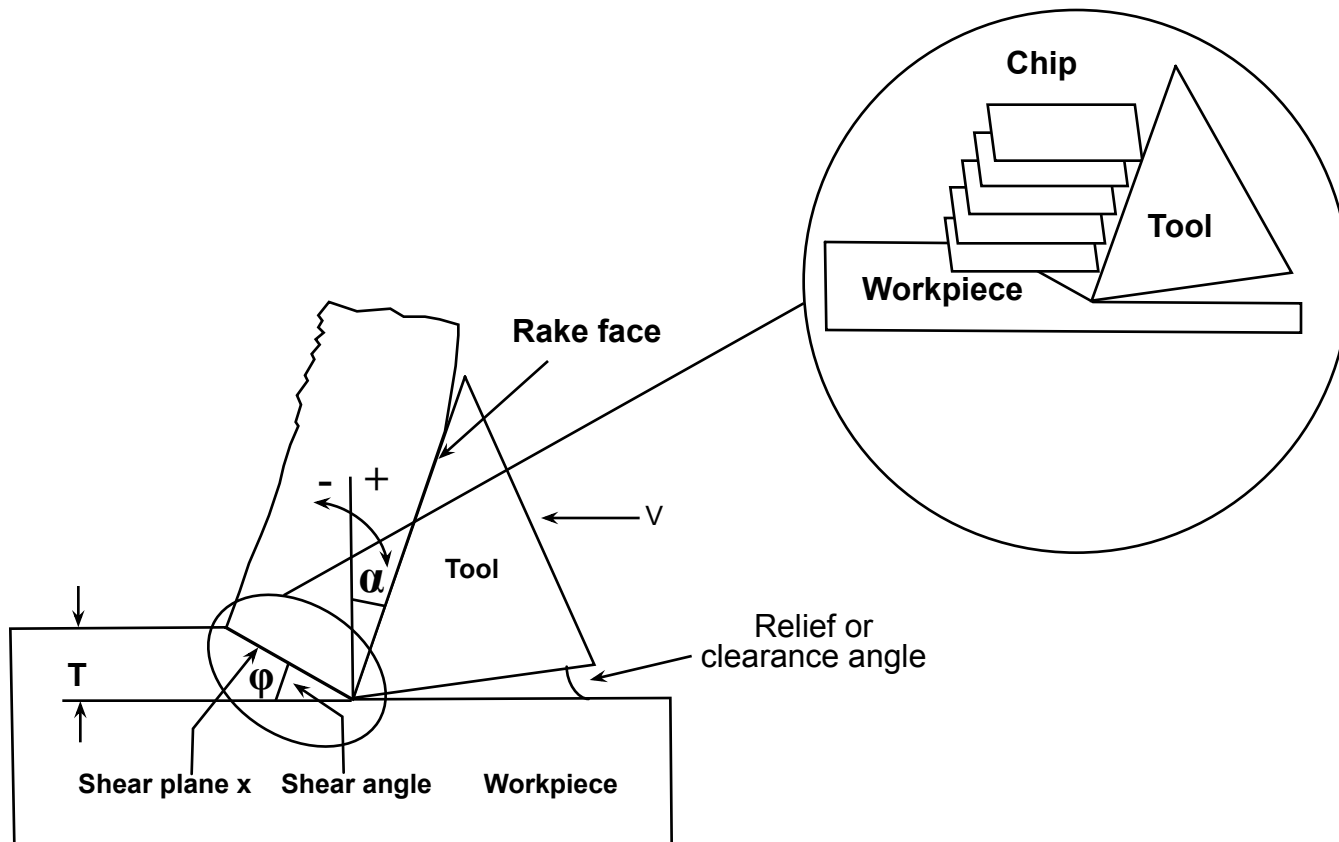 Chip
Tool
Workpiece
Rake face
- +
V
α
Tool
Relief or
clearance angle
T
φ
Shear plane x
Shear angle
Workpiece